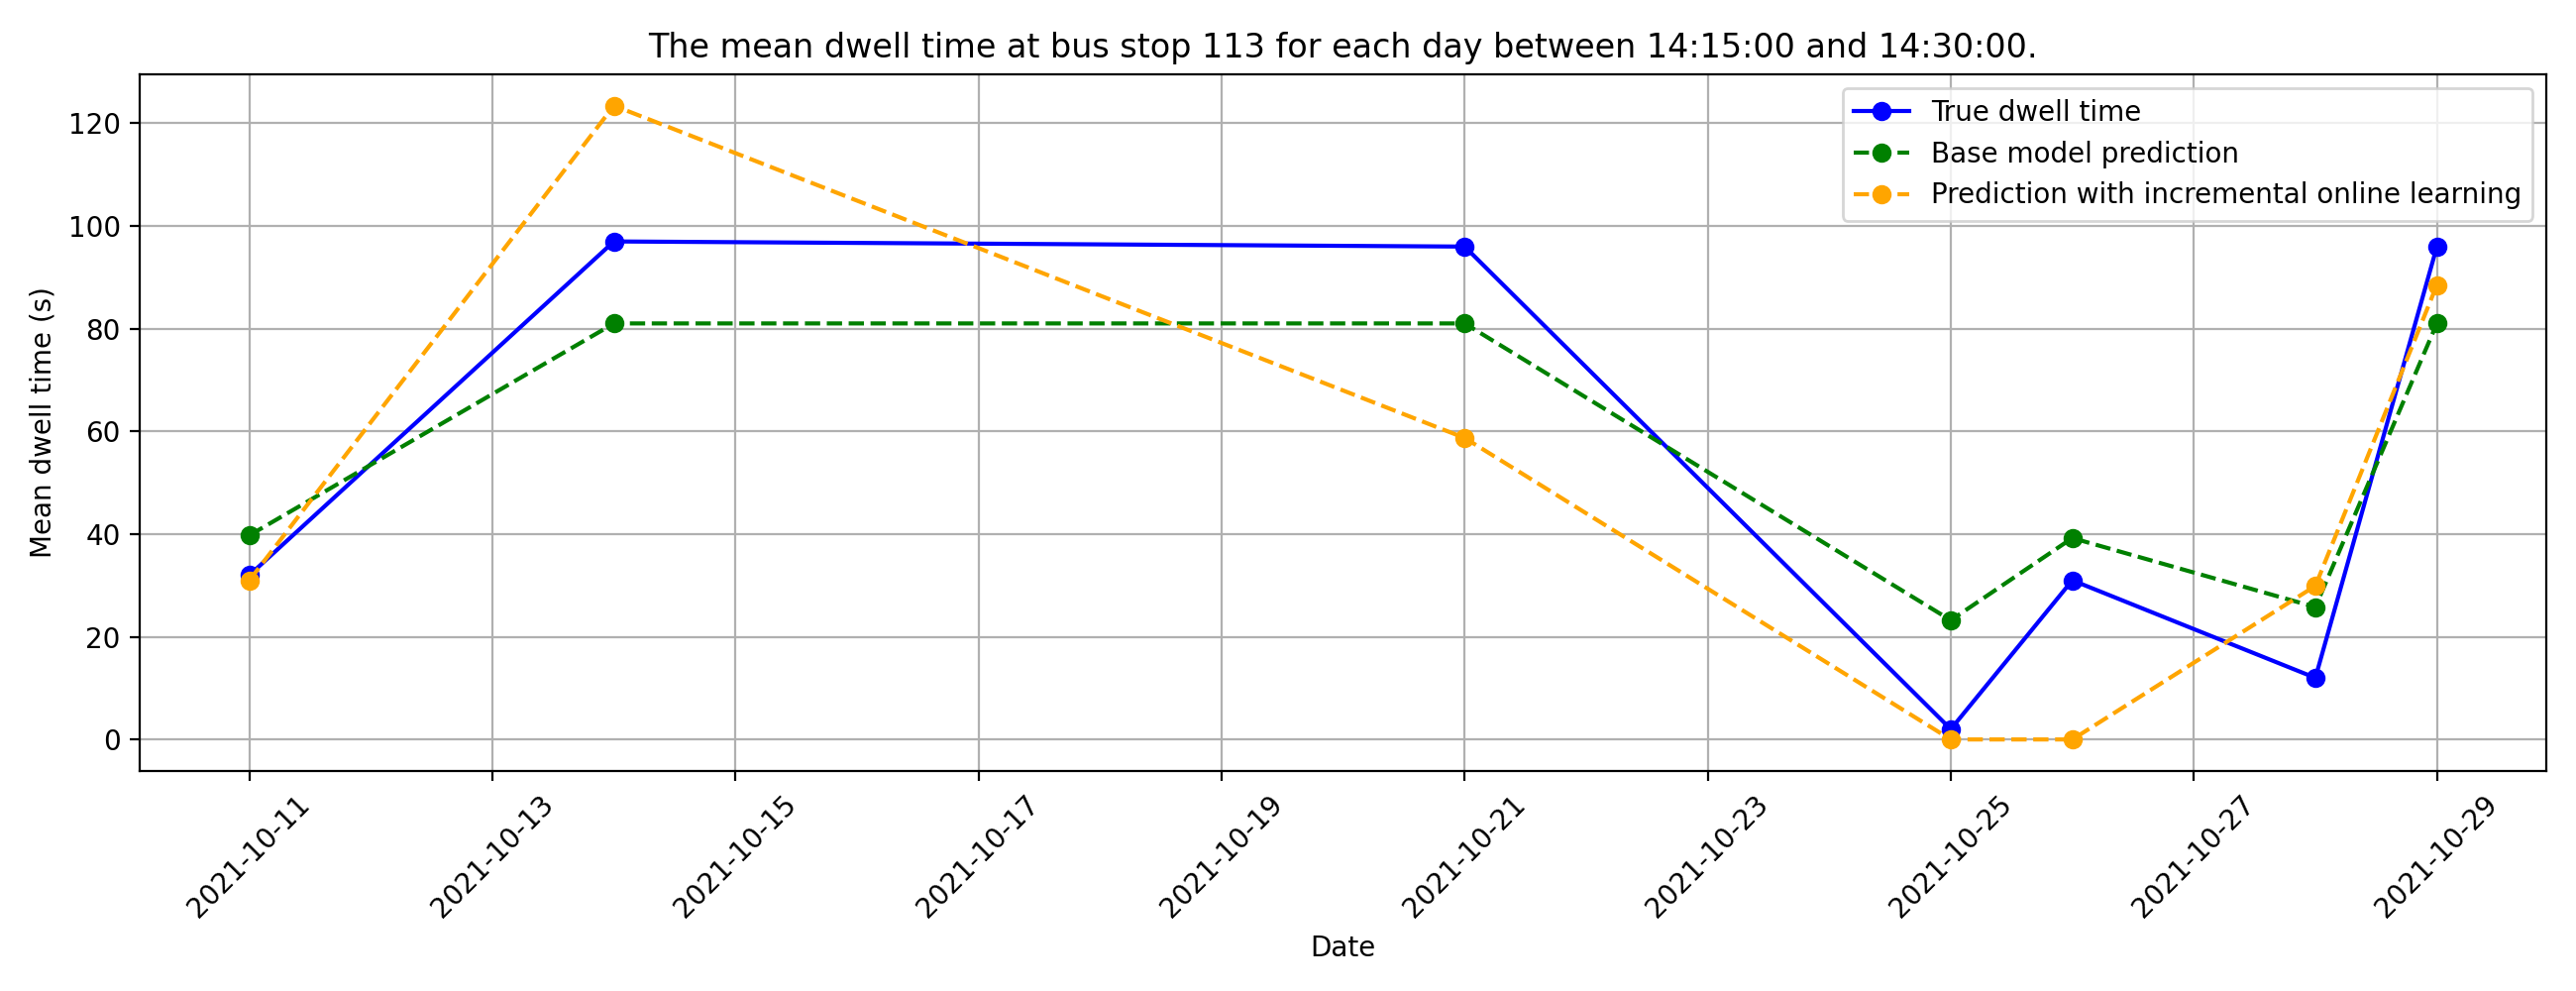 The mean dwell time at bus stop 113 for each day between 14:15:00 and 14:30:00.
True dwell time
Base model prediction
Prediction with incremental online learning
Mean dwell time (s)
120
100
80
60
40
20
0
2021-10-11
2021-10-13
2021-10-15
2021-10-17
2021-10-19
2021-10-21
2021-10-23
2021-10-25
2021-10-27
2021-10-29
Date